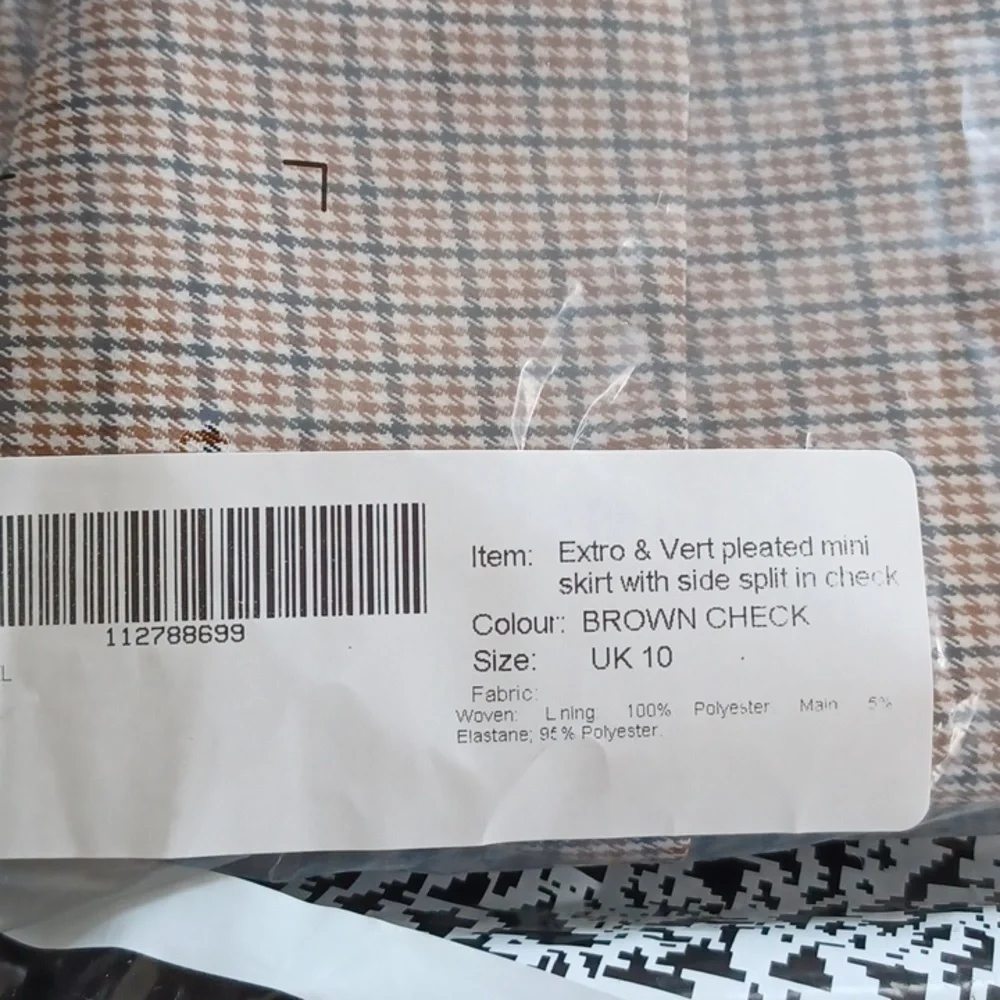 112788699
L
Item: Extro & Vert pleated mini
skirt with side split in check
Colour: BROWN CHECK
Size: UK 10
Fabric:
Woven: Lining 100% Polyester Main 5%
Elastane; 95% Polyester.